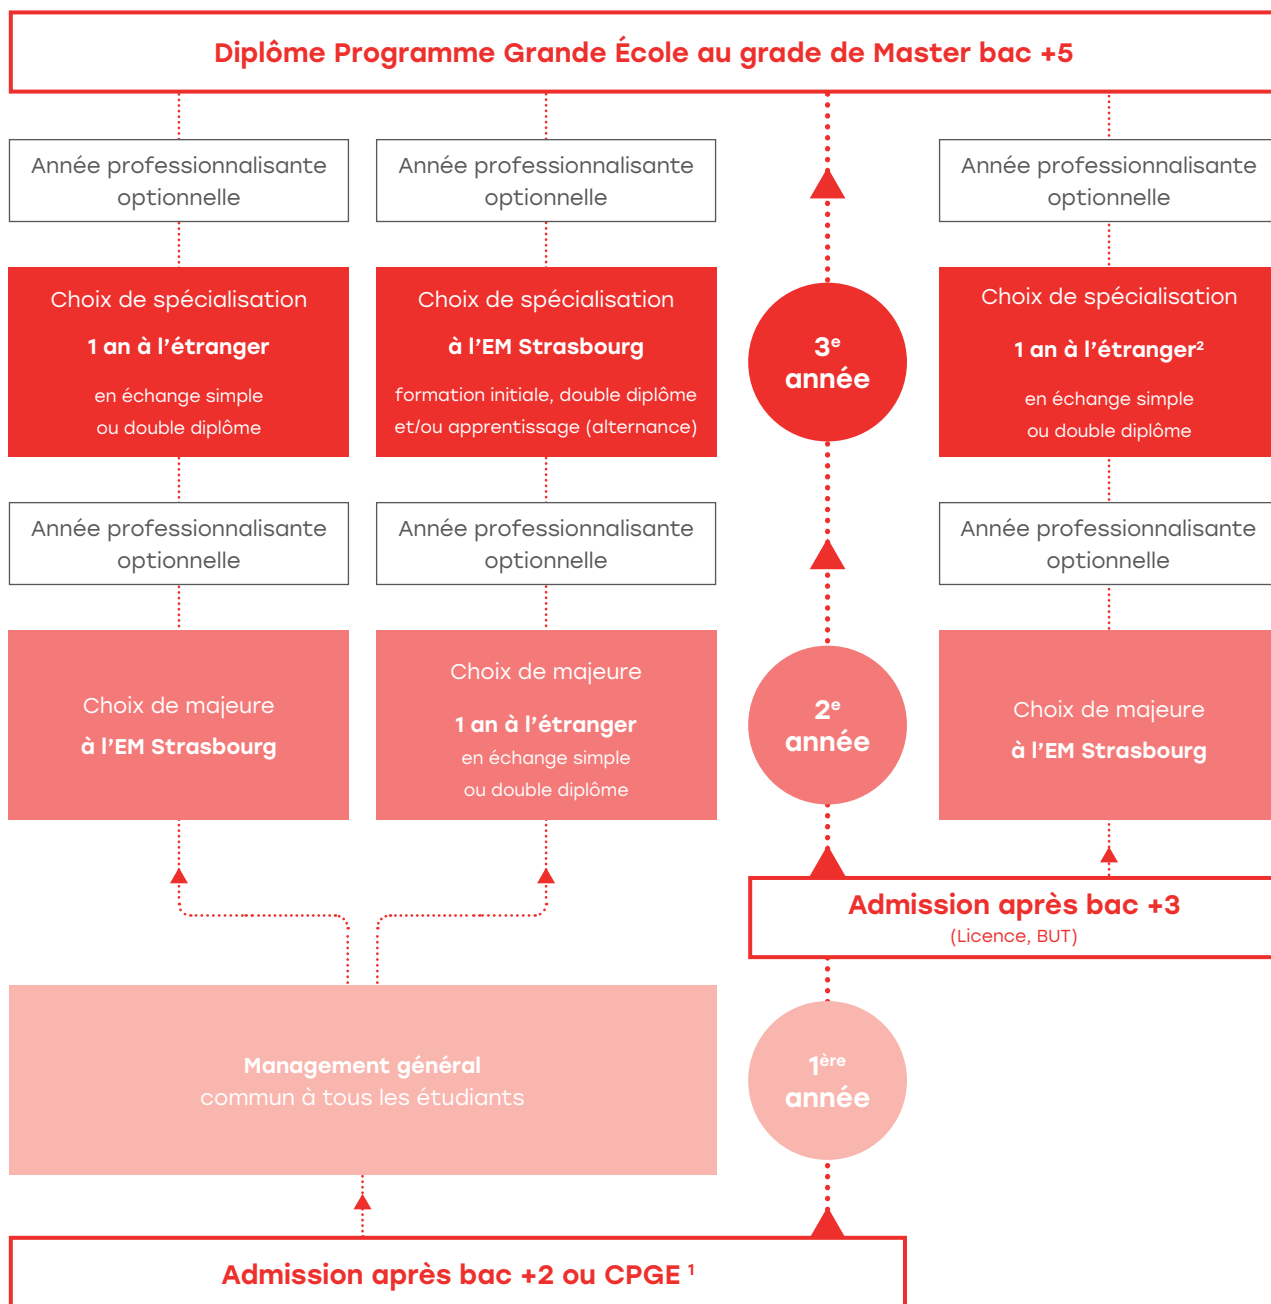 Diplôme Programme Grande École au grade de Master bac +5
Année professionnalisante
optionnelle
Année professionnalisante
optionnelle
Année professionnalisante
optionnelle
Choix de spécialisation
1 an à l'étranger
en échange simple
ou double diplôme
Choix de spécialisation
à l'EM Strasbourg
formation initiale, double diplôme
et/ou apprentissage (alternance)
3e
année
Choix de spécialisation
1 an à l'étranger²
en échange simple
ou double diplôme
Année professionnalisante
optionnelle
Année professionnalisante
optionnelle
Année professionnalisante
optionnelle
Choix de majeure
à l'EM Strasbourg
Choix de majeure
1 an à l'étranger
en échange simple
ou double diplôme
2e
année
Choix de majeure
à l'EM Strasbourg
Admission après bac +3
(Licence, BUT)
Management général
commun à tous les étudiants
1ère
année
Admission après bac +2 ou CPGE ¹